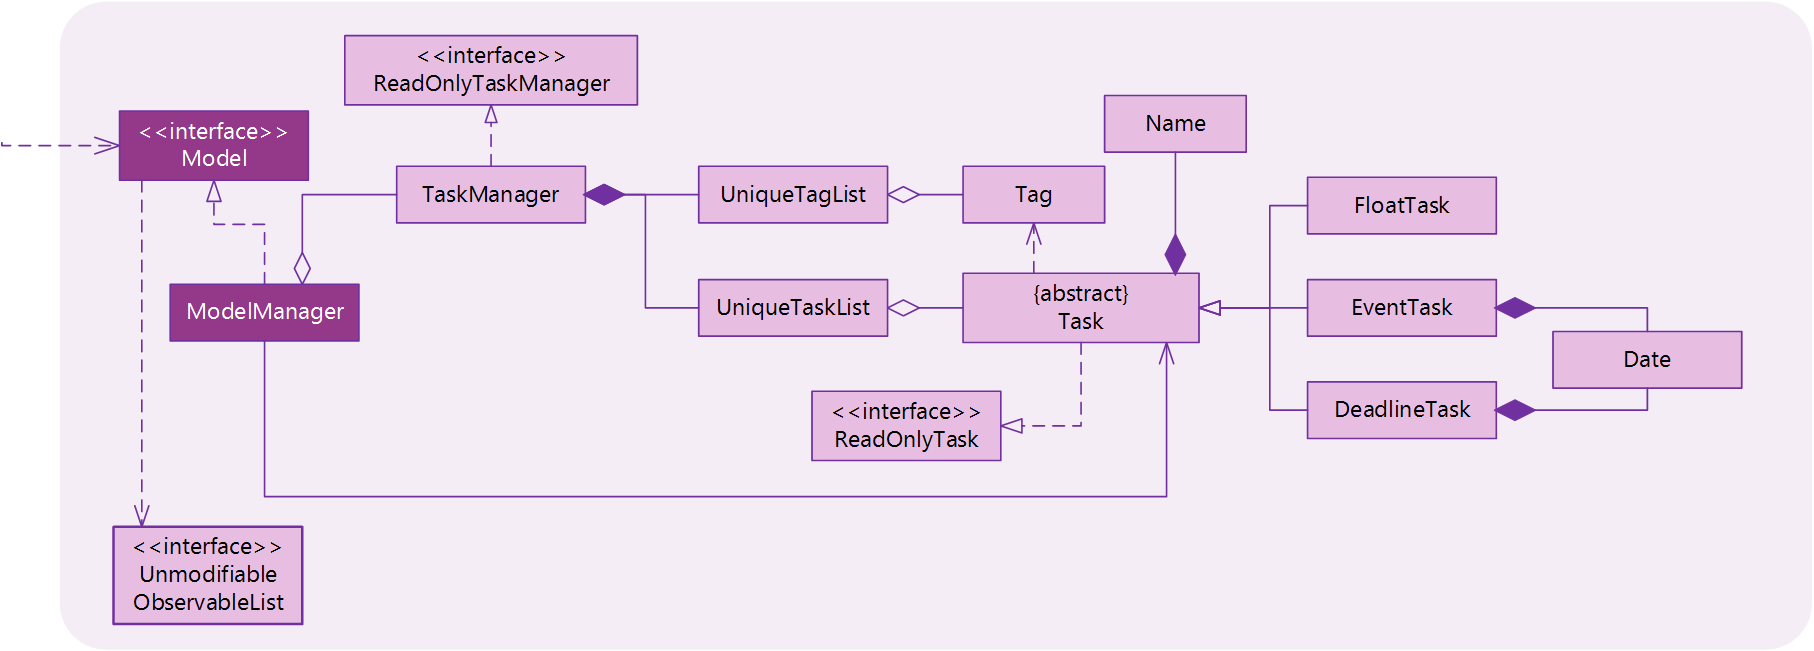 <<interface>>
ReadOnlyTaskManager
<<interface>>
Model
Name
TaskManager
UniqueTagList
Tag
FloatTask
ModelManager
UniqueTaskList
{abstract}
Task
EventTask
Date
<<interface>>
ReadOnlyTask
DeadlineTask
<<interface>>
Unmodifiable
ObservableList